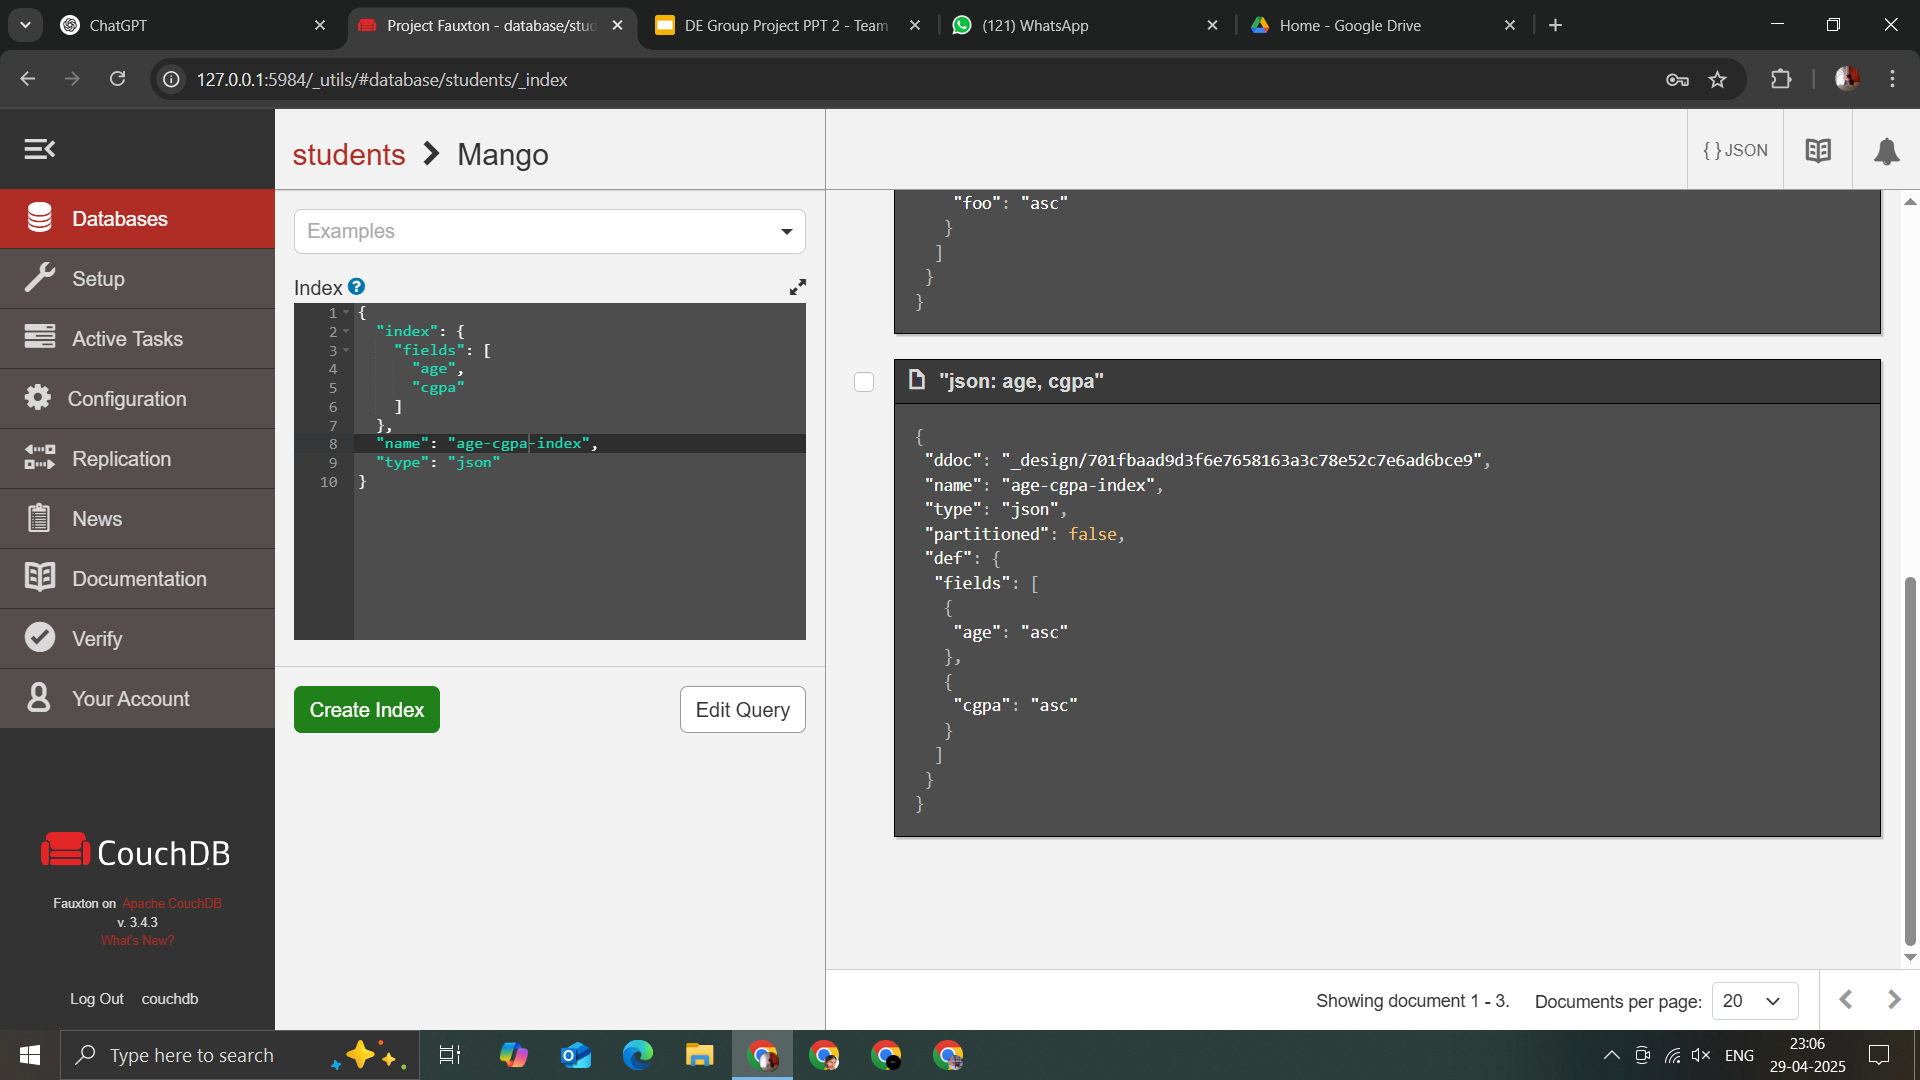 ChatGPT
Project Fauxton - database/stud
DE Group Project PPT 2 - Team
(121) WhatsApp
Home - Google Drive
127.0.0.1:5984/_utils/#database/students/_index
students > Mango
{ } JSON
Databases
Setup
Active Tasks
Configuration
Replication
News
Documentation
Verify
Your Account
CouchDB
Fauxton on Apache CouchDB
v. 3.4.3
What's New?
Log Out couchdb
Examples
Index ?
1 {
2 "index": {
3 "fields": [
4 "age",
5 "cgpa"
6 ]
7 },
8 "name": "age-cgpa-index",
9 "type": "json"
10 }
Create Index
Edit Query
"foo": "asc"
}
]
}
}
"json: age, cgpa"
{
"ddoc": "_design/701fbaad9d3f6e7658163a3c78e52c7e6ad6bce9",
"name": "age-cgpa-index",
"type": "json",
"partitioned": false,
"def": {
"fields": [
{
"age": "asc"
},
{
"cgpa": "asc"
}
]
}
}
Showing document 1 - 3.
Documents per page: 20
Type here to search
ENG
23:06
29-04-2025